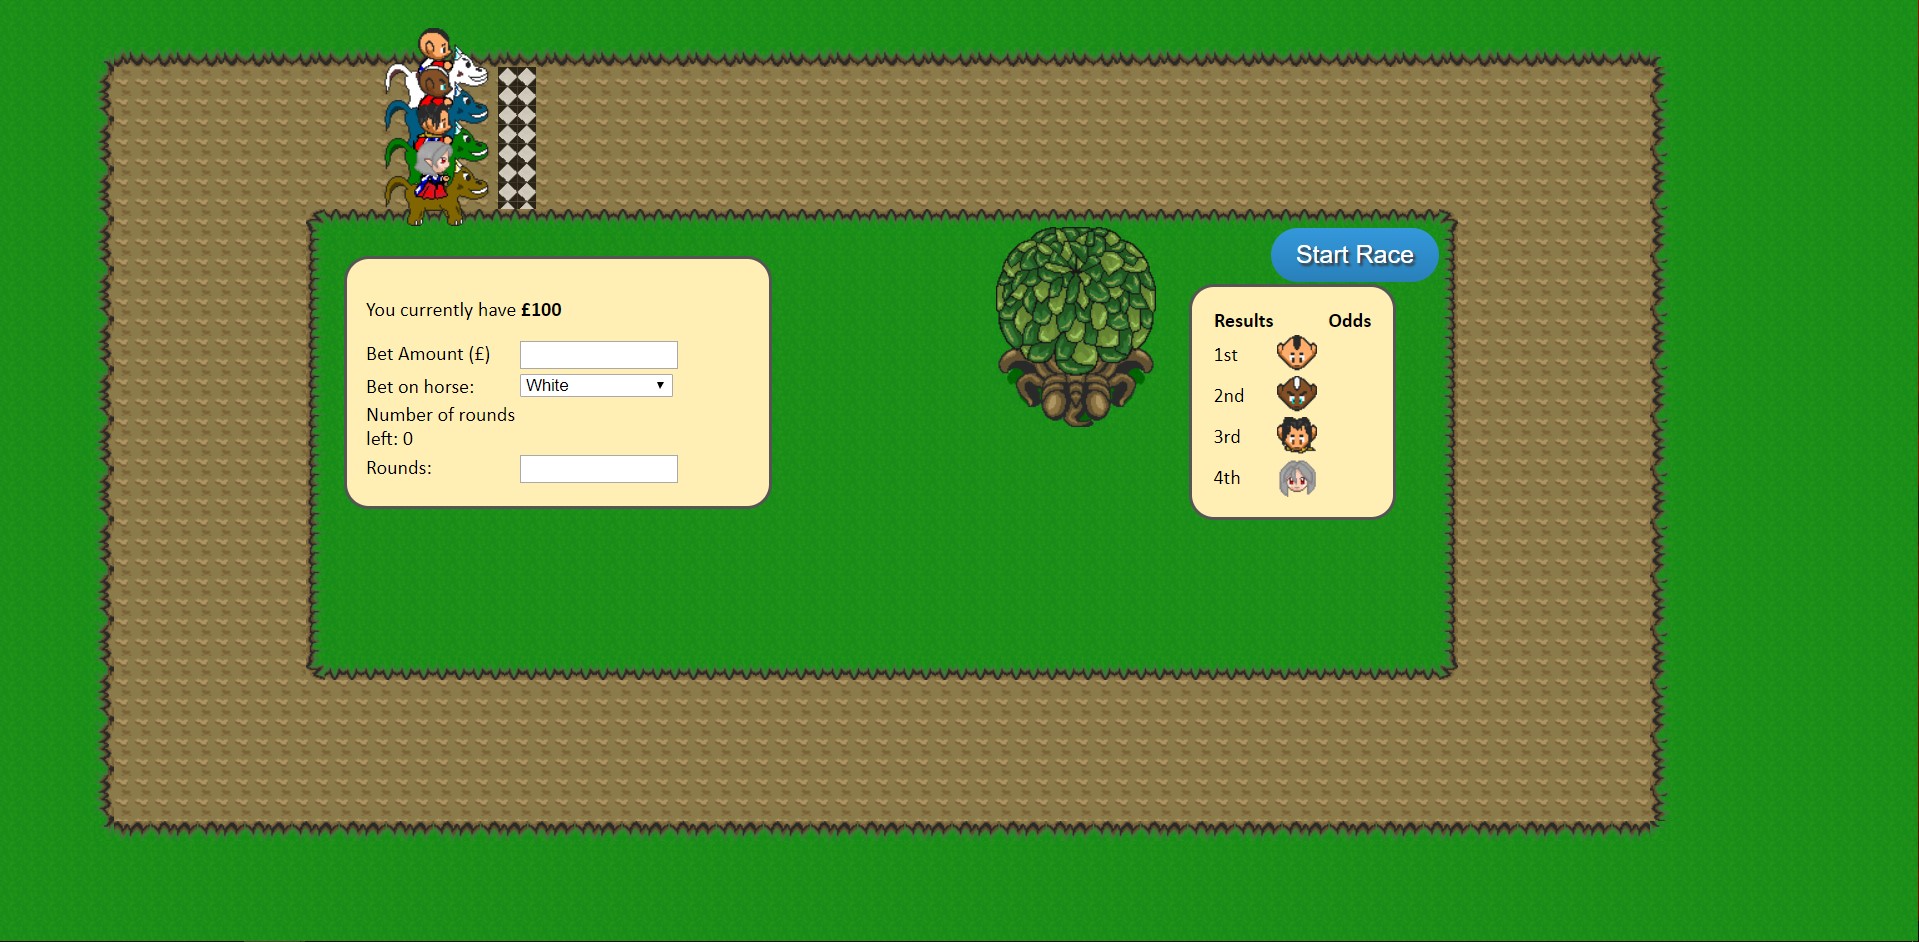 Start Race
You currently have £100
Bet Amount (£)
Bet on horse: White
Number of rounds
left: 0
Rounds:
Results Odds
1st
2nd
3rd
4th